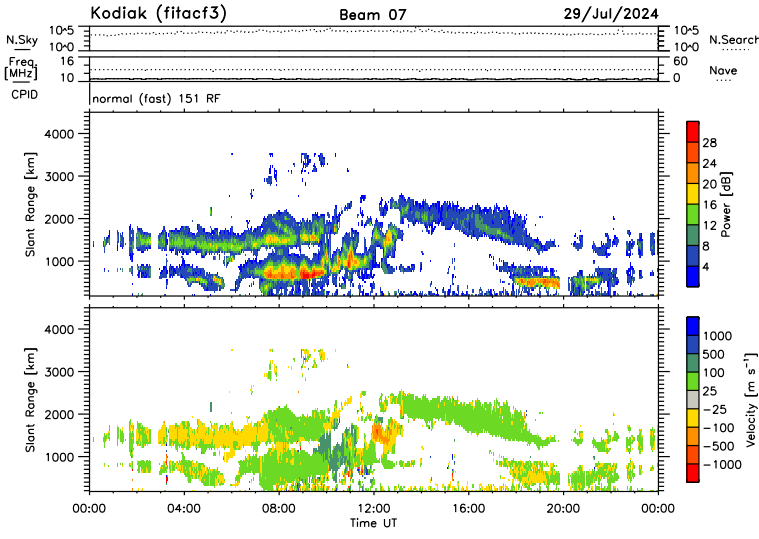 Kodiak (fitacf3) Beam 07 29/Jul/2024
N.Sky 10^5 10^0 10^5 10^0 N.Search
Freq. [MHz] 16 10 60 0 Nave
CPID normal (fast) 151 RF
Slant Range [km] 4000 3000 2000 1000
28 24 20 16 12 8 4 Power [dB]
Slant Range [km] 4000 3000 2000 1000
1000 500 100 25 −25 −100 −500 −1000 Velocity [m s⁻¹]
00:00 04:00 08:00 12:00 16:00 20:00 00:00
Time UT